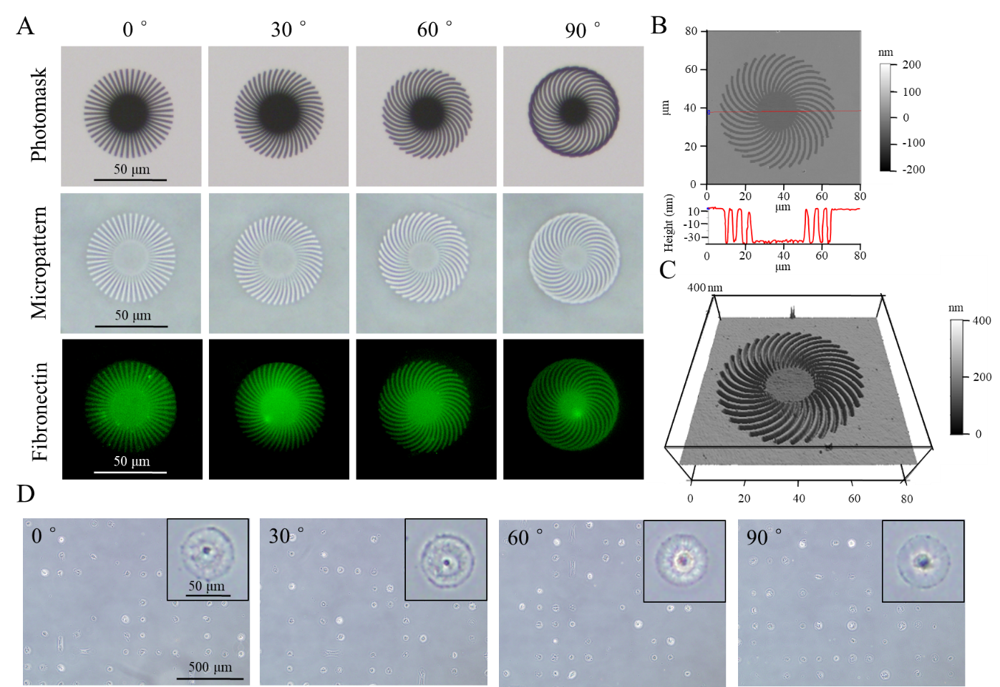 A
0 °
30 °
60 °
90 °
Photomask
50 μm
Micropattern
50 μm
Fibronectin
50 μm
B
80
60
40
20
0
μm
0
20
40
60
80
μm
nm
200
100
0
-100
-200
Height (nm)
10
-10
-30
0
20
40
60
80
μm
C
400 nm
0
20
40
60
80
nm
400
200
0
D
0 °
50 μm
500 μm
30 °
60 °
90 °